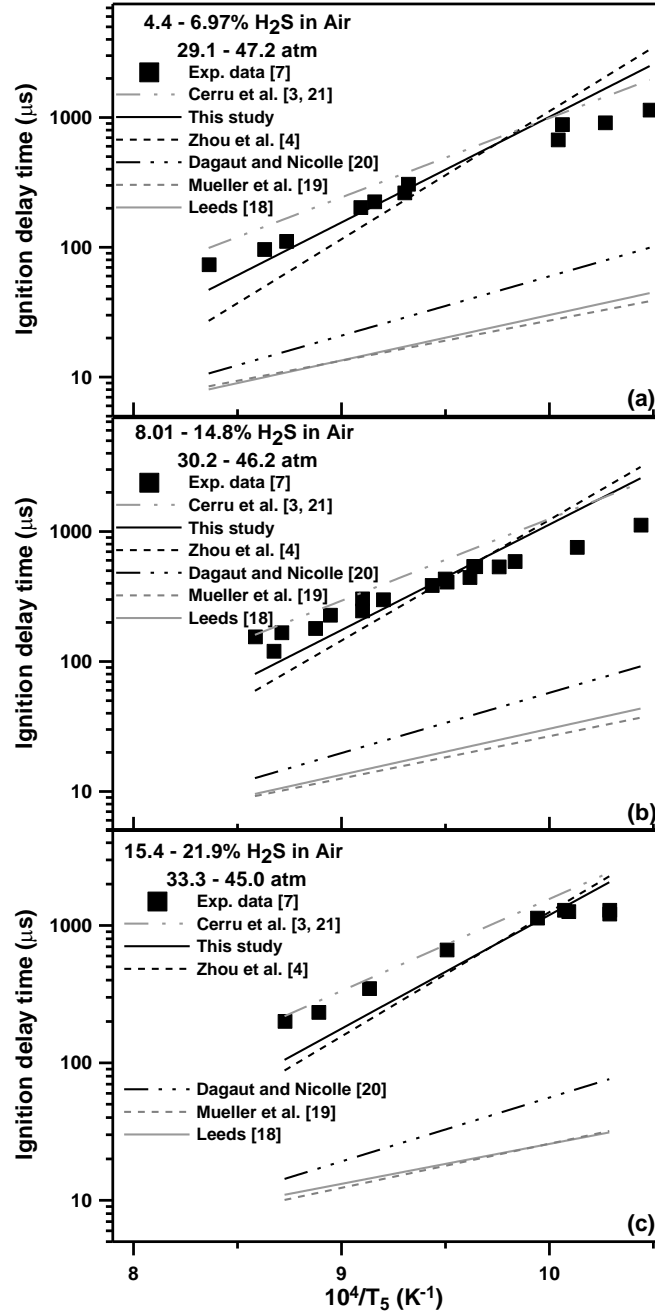 4.4 - 6.97% H2S in Air
29.1 - 47.2 atm
Exp. data [7]
Cerru et al. [3, 21]
This study
Zhou et al. [4]
Dagaut and Nicolle [20]
Mueller et al. [19]
Leeds [18]
1000
100
10
Ignition delay time (μs)
(a)
8.01 - 14.8% H2S in Air
30.2 - 46.2 atm
Exp. data [7]
Cerru et al. [3, 21]
This study
Zhou et al. [4]
Dagaut and Nicolle [20]
Mueller et al. [19]
Leeds [18]
1000
100
10
Ignition delay time (μs)
(b)
15.4 - 21.9% H2S in Air
33.3 - 45.0 atm
Exp. data [7]
Cerru et al. [3, 21]
This study
Zhou et al. [4]
Dagaut and Nicolle [20]
Mueller et al. [19]
Leeds [18]
1000
100
10
Ignition delay time (μs)
(c)
8 9 10
10^4/T5 (K^-1)